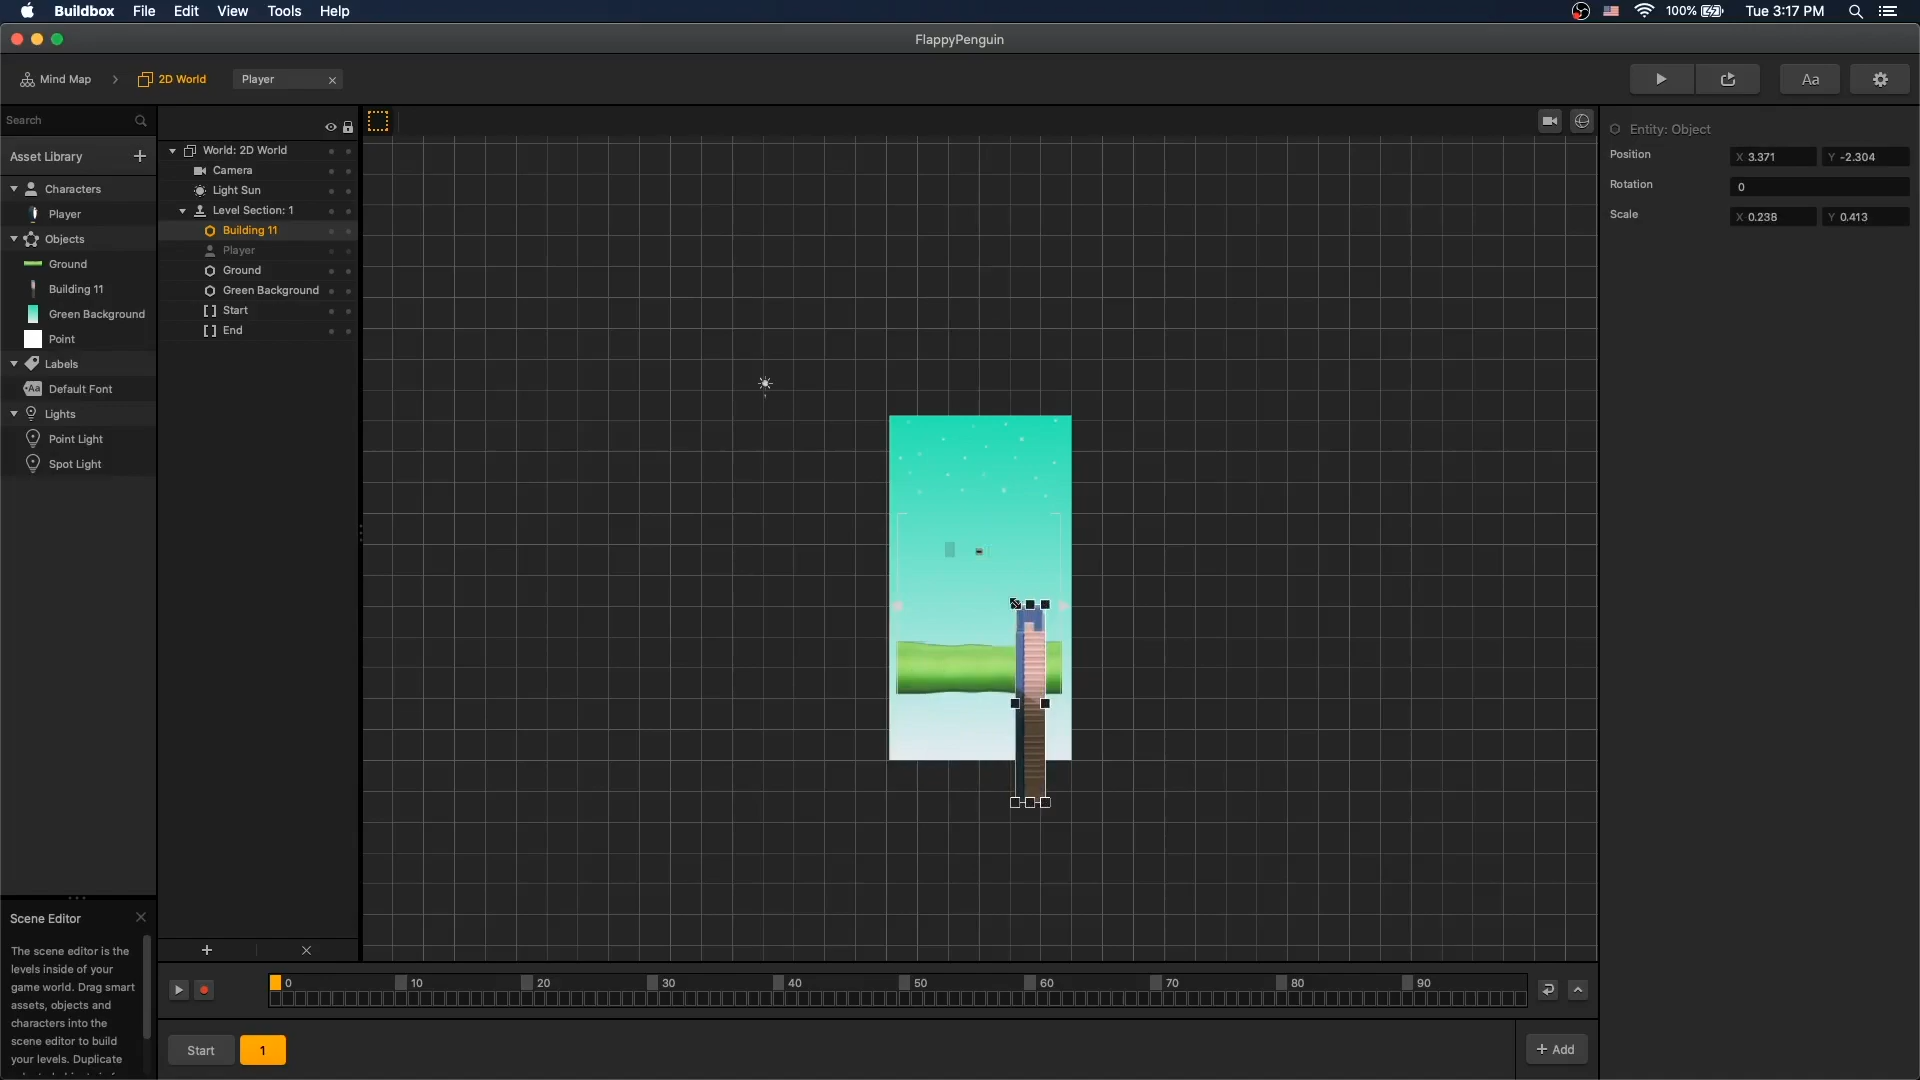 Buildbox File Edit View Tools Help 100% Tue 3:17 PM
FlappyPenguin
Mind Map 2D World Player Aa
Search
Asset Library
Characters
Player
Objects
Ground
Building 11
Green Background
Point
Labels
Aa Default Font
Lights
Point Light
Spot Light
World: 2D World
Camera
Light Sun
Level Section: 1
Building 11
Player
Ground
Green Background
Start
End
Entity: Object
Position X 3.371 Y -2.304
Rotation 0
Scale X 0.238 Y 0.413
Scene Editor
The scene editor is the
levels inside of your
game world. Drag smart
assets, objects and
characters into the
scene editor to build
your levels. Duplicate
0 10 20 30 40 50 60 70 80 90
Start 1 + Add